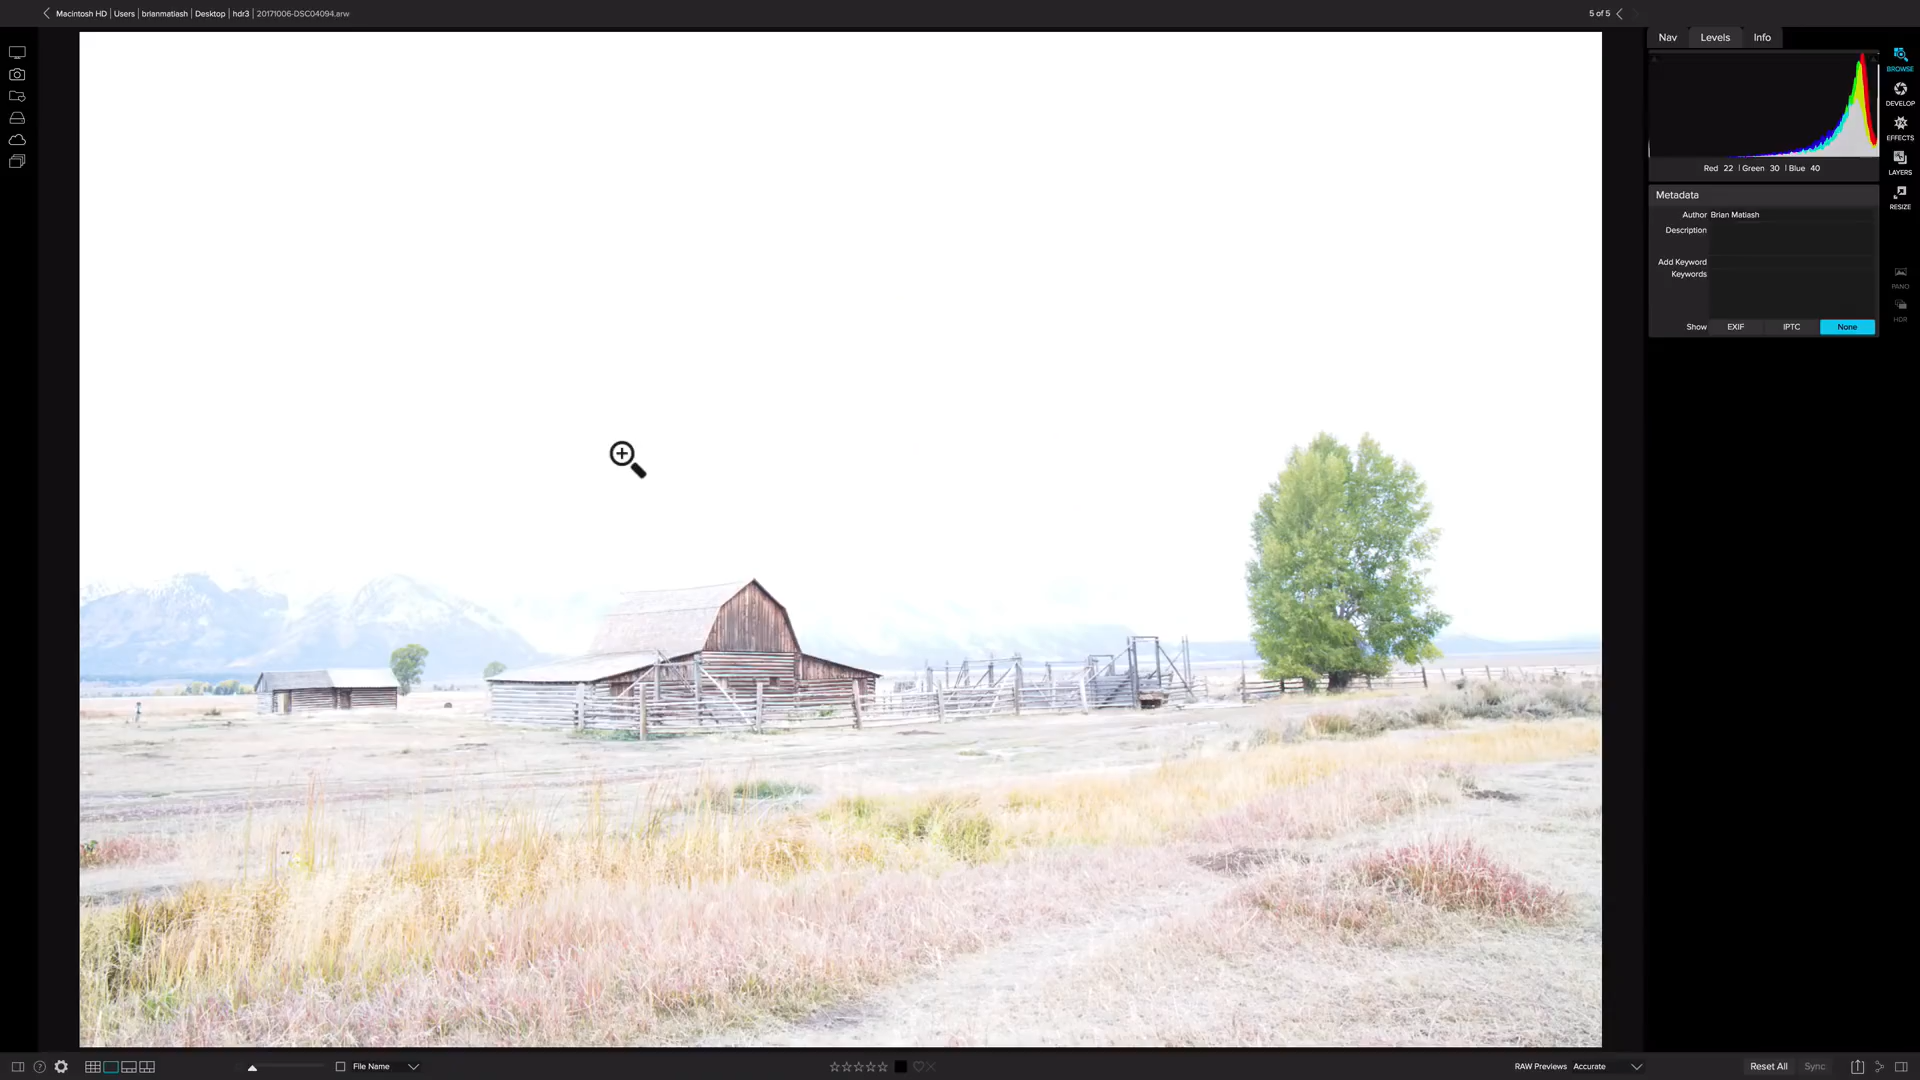 Macintosh HD | Users | brianmatiash | Desktop | hdr3 | 20171006-DSC04094.arw
5 of 5
Nav Levels Info
BROWSE
DEVELOP
EFFECTS
LAYERS
RESIZE
PANO
HDR
Red 22 | Green 30 | Blue 40
Metadata
Author Brian Matiash
Description
Add Keyword
Keywords
Show EXIF IPTC None
File Name
RAW Previews Accurate
Reset All Sync